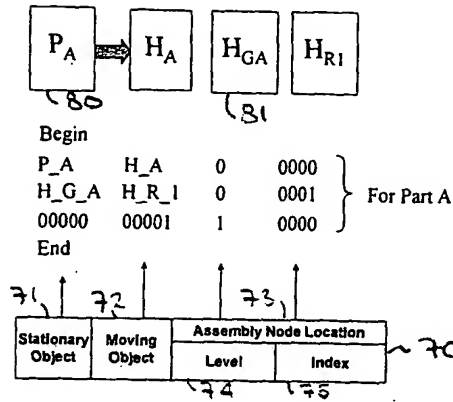 P_A H_A H_GA H_R1
80 81
Begin
P_A H_A 0 0000
H_G_A H_R_1 0 0001 For Part A
00000 00001 1 0000
End
71 72 73
Stationary Object Moving Object Assembly Node Location
Level Index 70
74 75